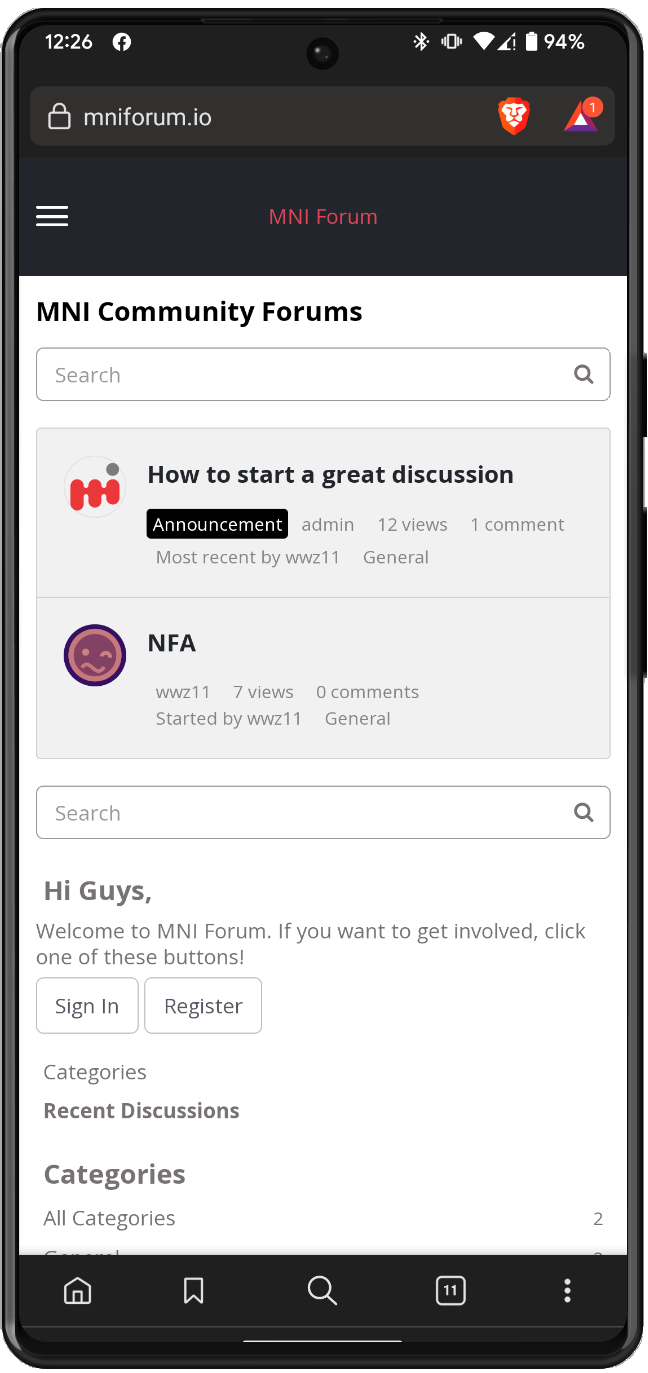 12:26 94%
mniforum.io 1
MNI Forum
MNI Community Forums
Search
How to start a great discussion
Announcement admin 12 views 1 comment
Most recent by wwz11 General
NFA
wwz11 7 views 0 comments
Started by wwz11 General
Search
Hi Guys,
Welcome to MNI Forum. If you want to get involved, click
one of these buttons!
Sign In Register
Categories
Recent Discussions
Categories
All Categories 2
General 2
11